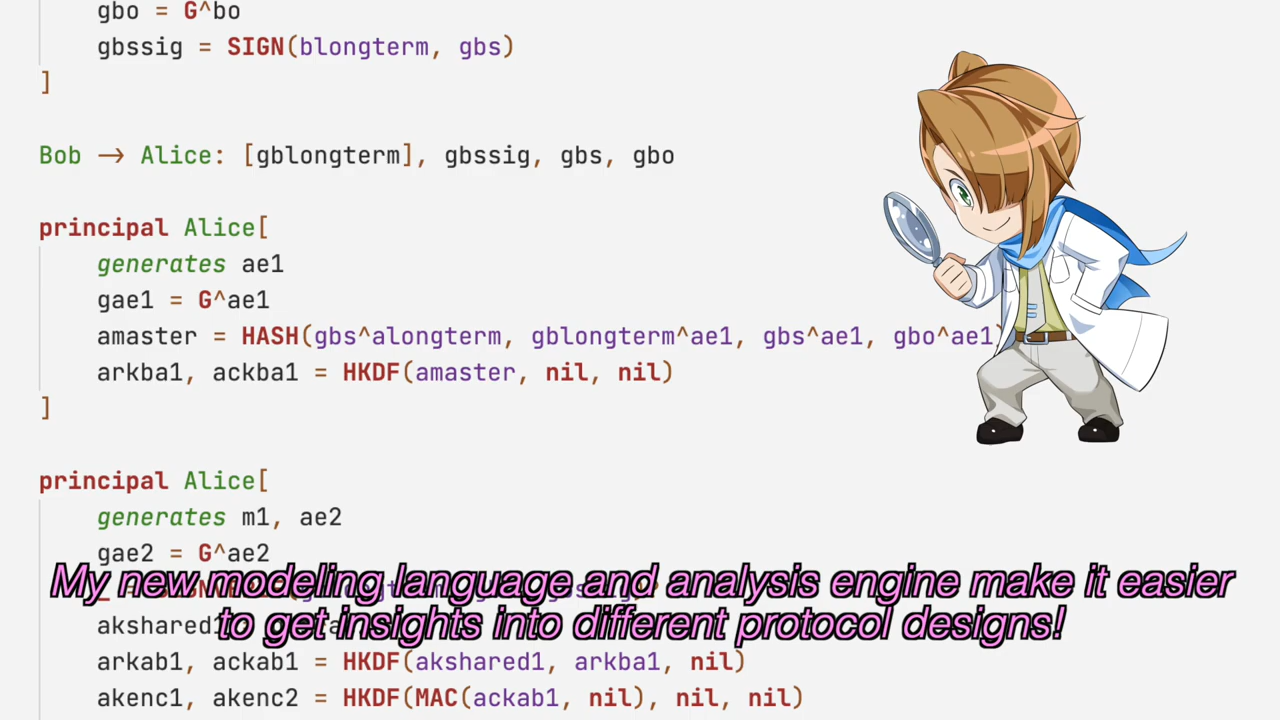 gbo = G^bo
gbssig = SIGN(blongterm, gbs)
]
Bob → Alice: [gblongterm], gbssig, gbs, gbo
principal Alice[
generates ae1
gae1 = G^ae1
amaster = HASH(gbs^alongterm, gblongterm^ae1, gbs^ae1, gbo^ae1)
arkba1, ackba1 = HKDF(amaster, nil, nil)
]
principal Alice[
generates m1, ae2
gae2 = G^ae2
My new modeling language and analysis engine make it easier
to get insights into different protocol designs!
arkab1, ackab1 = HKDF(akshared1, arkba1, nil)
akenc1, akenc2 = HKDF(MAC(ackab1, nil), nil, nil)